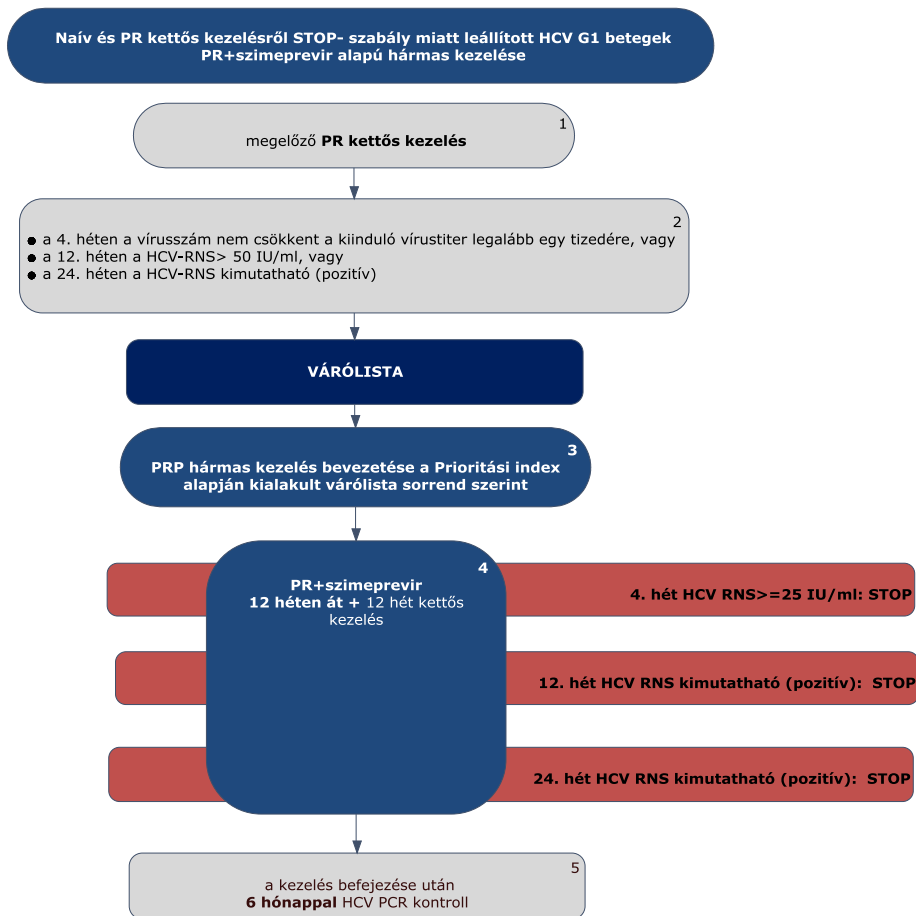 Naív és PR kettős kezelésről STOP- szabály miatt leállított HCV G1 betegek
PR+szimeprevir alapú hármas kezelése
1
megelőző PR kettős kezelés
2
● a 4. héten a vírusszám nem csökkent a kiinduló vírustiter legalább egy tizedére, vagy
● a 12. héten a HCV-RNS> 50 IU/ml, vagy
● a 24. héten a HCV-RNS kimutatható (pozitív)
VÁRÓLISTA
3
PRP hármas kezelés bevezetése a Prioritási index
alapján kialakult várólista sorrend szerint
4
PR+szimeprevir
12 héten át + 12 hét kettős
kezelés
4. hét HCV RNS>=25 IU/ml: STOP
12. hét HCV RNS kimutatható (pozitív):  STOP
24. hét HCV RNS kimutatható (pozitív):  STOP
5
a kezelés befejezése után
6 hónappal HCV PCR kontroll